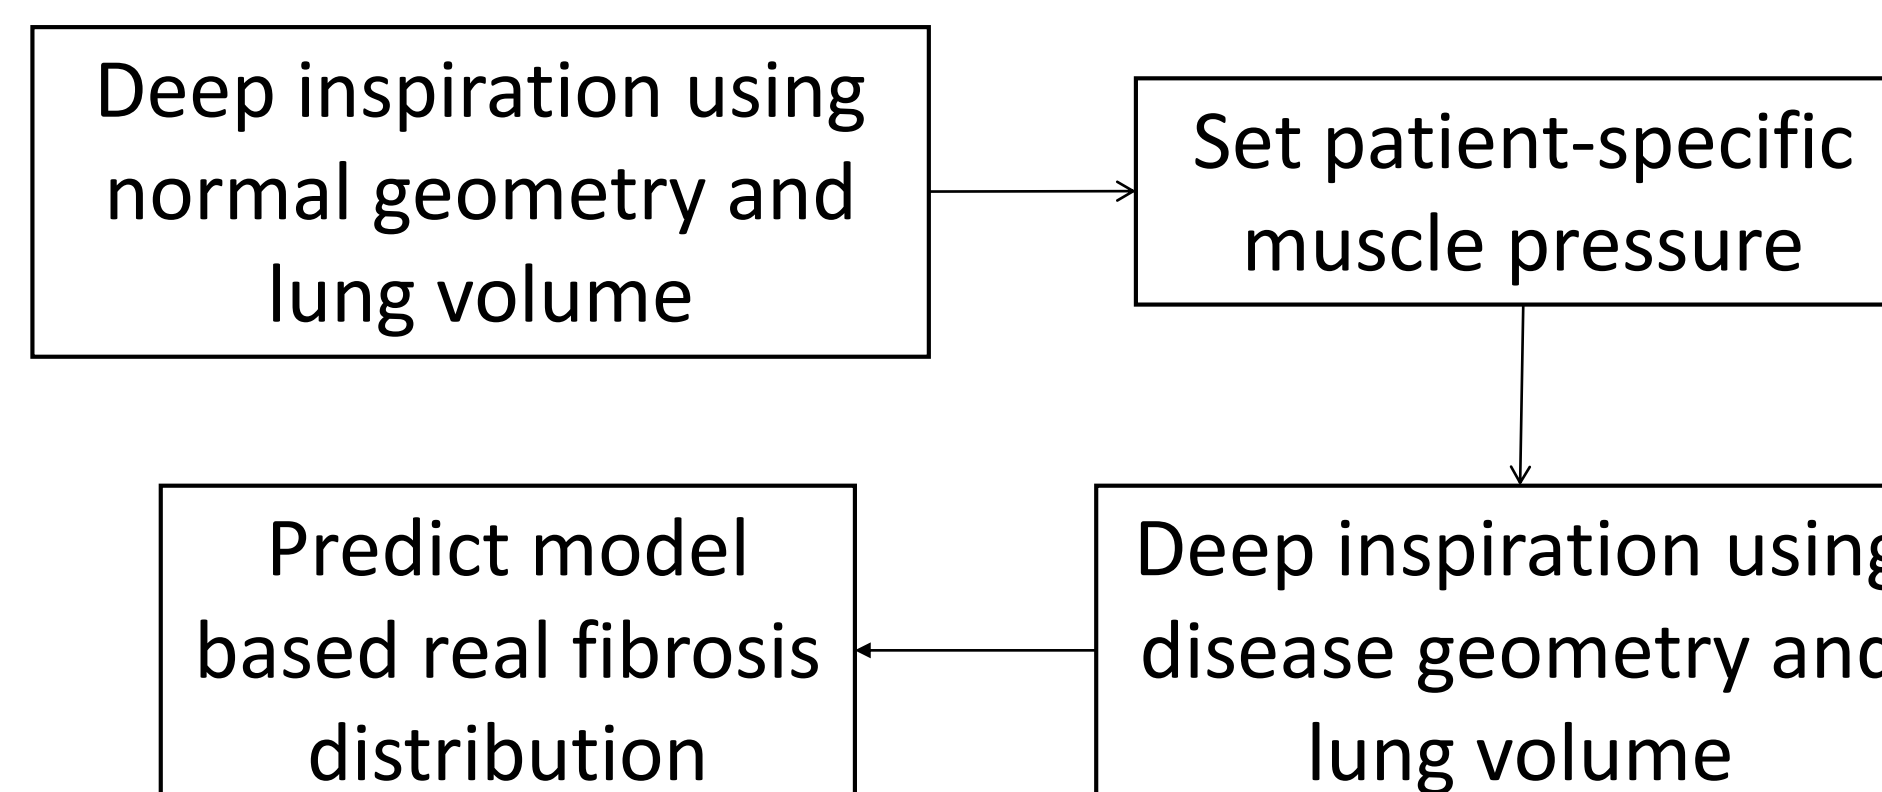 Deep inspiration using
normal geometry and
lung volume
Set patient-specific
muscle pressure
Deep inspiration using
disease geometry and
lung volume
Predict model
based real fibrosis
distribution